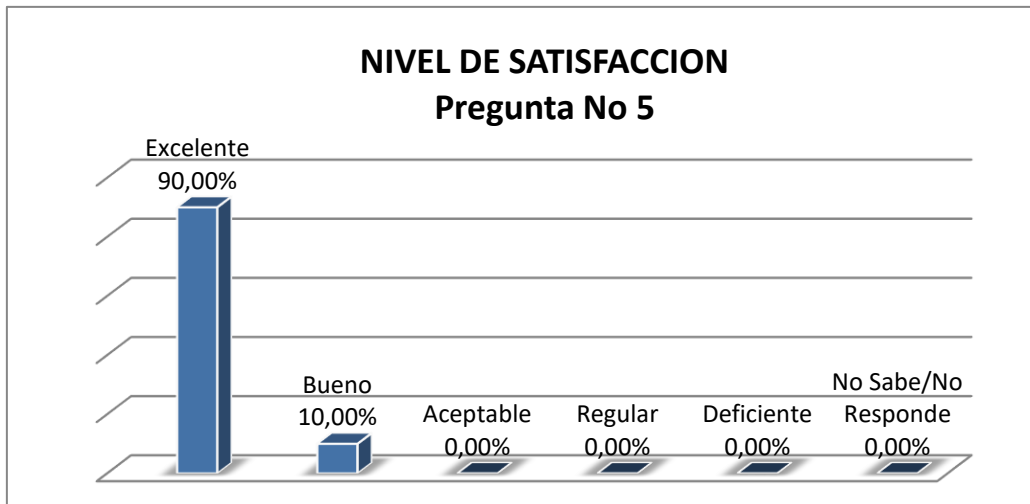 NIVEL DE SATISFACCION
Pregunta No 5
Excelente
90,00%
Bueno
10,00%
Aceptable
0,00%
Regular
0,00%
Deficiente
0,00%
No Sabe/No
Responde
0,00%